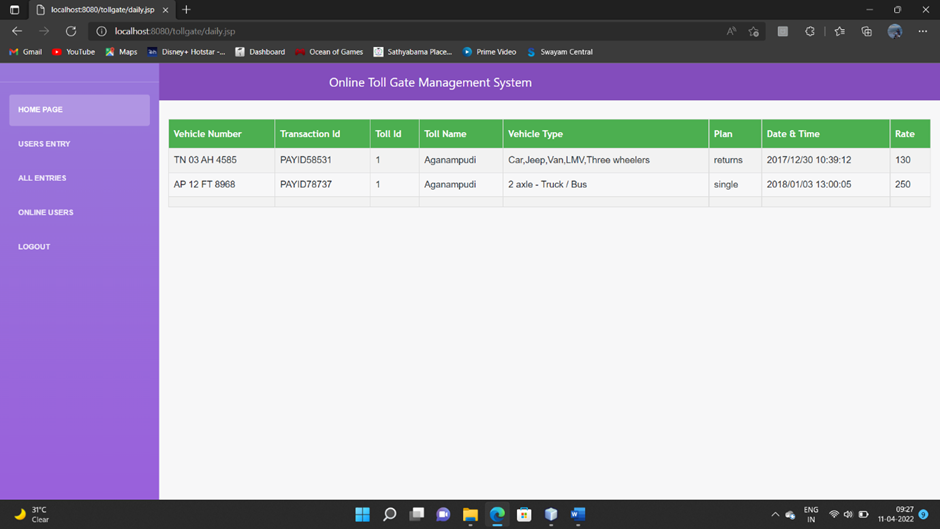 localhost:8080/tollgate/daily.jsp
localhost:8080/tollgate/daily.jsp
Gmail YouTube Maps Disney+ Hotstar -... Dashboard Ocean of Games Sathyabama Place... Prime Video Swayam Central
Online Toll Gate Management System
HOME PAGE
USERS ENTRY
ALL ENTRIES
ONLINE USERS
LOGOUT
Vehicle Number Transaction Id Toll Id Toll Name Vehicle Type Plan Date & Time Rate
TN 03 AH 4585 PAYID58531 1 Aganampudi Car,Jeep,Van,LMV,Three wheelers returns 2017/12/30 10:39:12 130
AP 12 FT 8968 PAYID78737 1 Aganampudi 2 axle - Truck / Bus single 2018/01/03 13:00:05 250
31°C
Clear
ENG
IN
09:27
11-04-2022